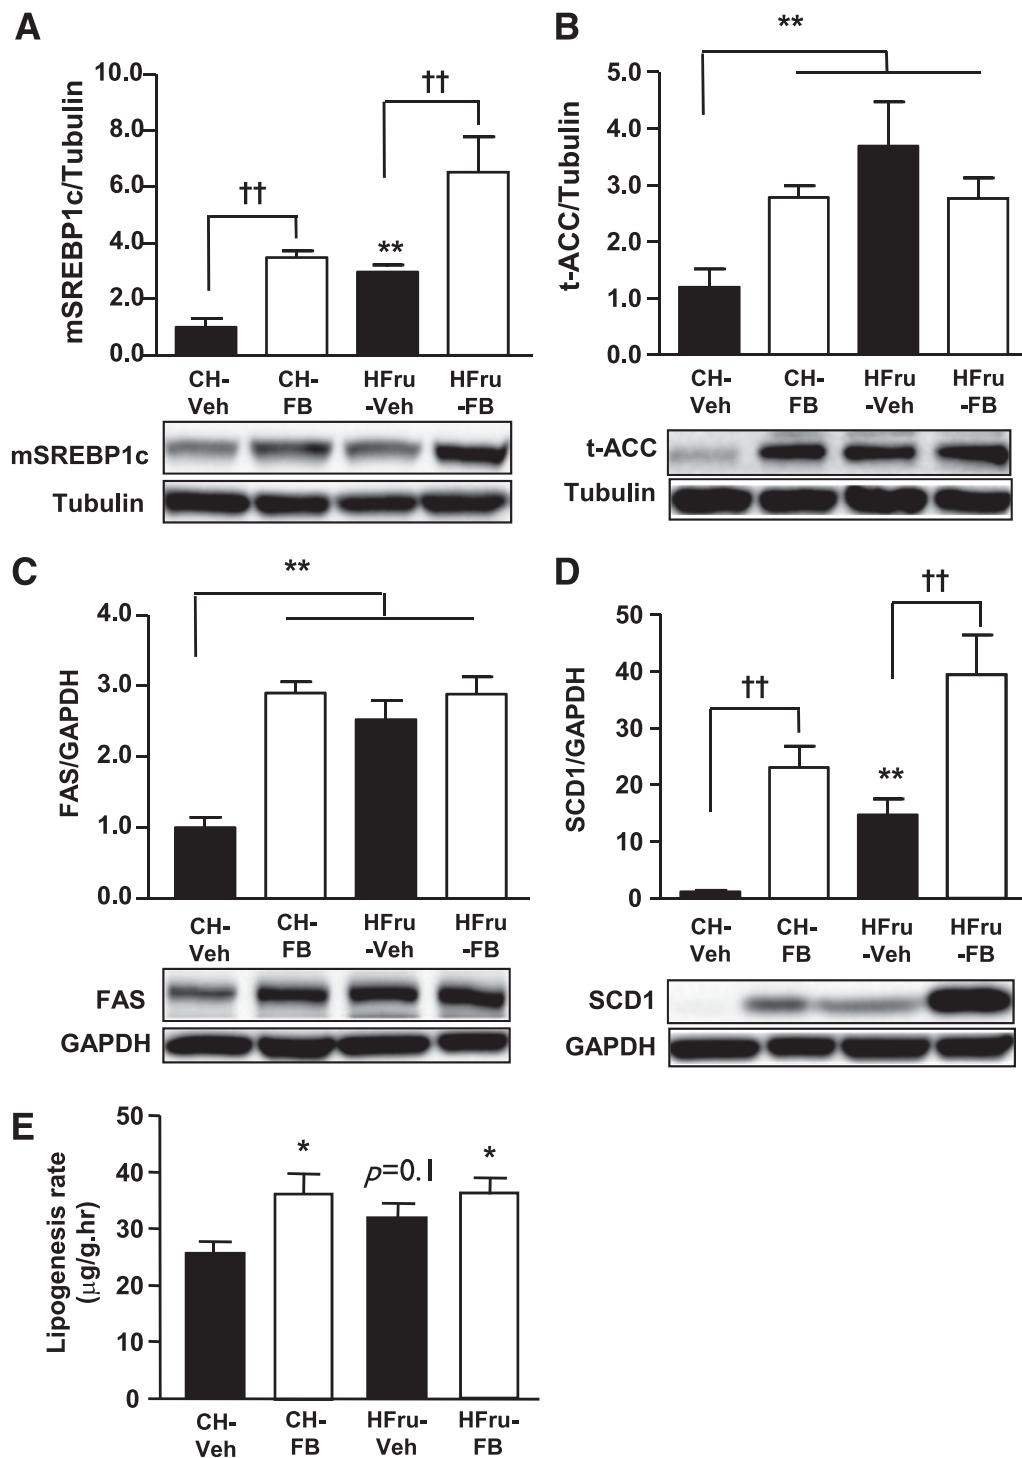 A
mSREBP1c/Tubulin
10.0
8.0
6.0
4.0
2.0
0.0
††
††
**
CH-
Veh
CH-
FB
HFru
-Veh
HFru
-FB
mSREBP1c
Tubulin
B
t-ACC/Tubulin
5.0
4.0
3.0
2.0
1.0
0.0
**
CH-
Veh
CH-
FB
HFru
-Veh
HFru
-FB
t-ACC
Tubulin
C
FAS/GAPDH
4.0
3.0
2.0
1.0
0.0
**
CH-
Veh
CH-
FB
HFru
-Veh
HFru
-FB
FAS
GAPDH
D
SCD1/GAPDH
50
40
30
20
10
0
††
††
**
CH-
Veh
CH-
FB
HFru
-Veh
HFru
-FB
SCD1
GAPDH
E
Lipogenesis rate
(μg/g.hr)
50
40
30
20
10
0
*
p=0.1
*
CH-
Veh
CH-
FB
HFru-
Veh
HFru-
FB